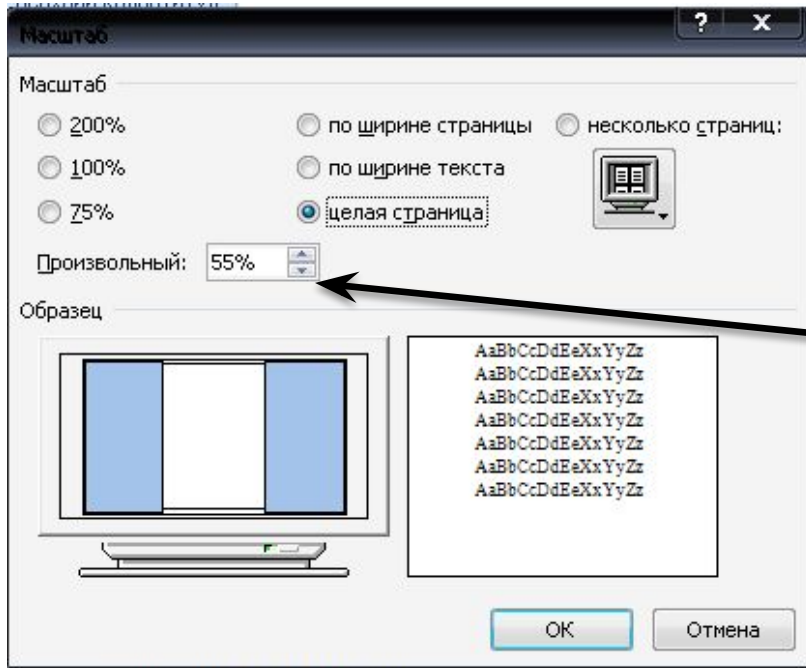 Масштаб
Масштаб
200%
по ширине страницы
несколько страниц:
100%
по ширине текста
75%
целая страница
Произвольный: 55%
Образец
AaBbCcDdEeXxYyZz
AaBbCcDdEeXxYyZz
AaBbCcDdEeXxYyZz
AaBbCcDdEeXxYyZz
AaBbCcDdEeXxYyZz
AaBbCcDdEeXxYyZz
AaBbCcDdEeXxYyZz
ОК
Отмена